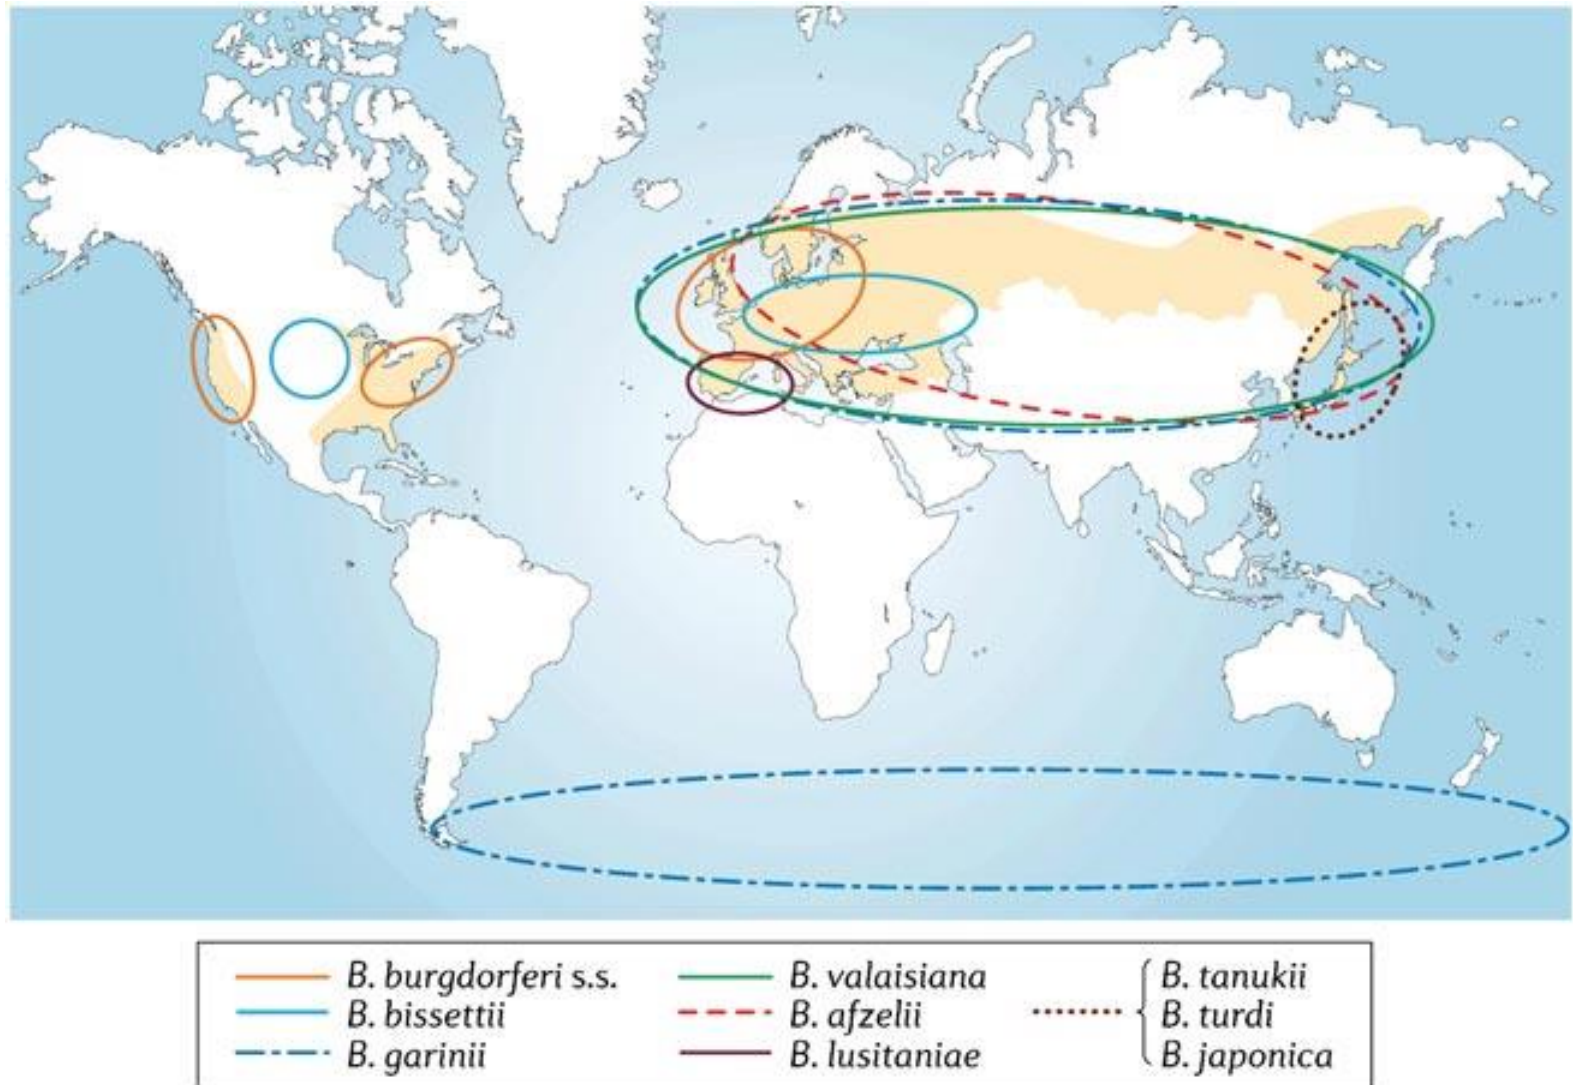 B. burgdorferi s.s.
B. bissettii
B. garinii
B. valaisiana
B. afzelii
B. lusitaniae
B. tanukii
B. turdi
B. japonica